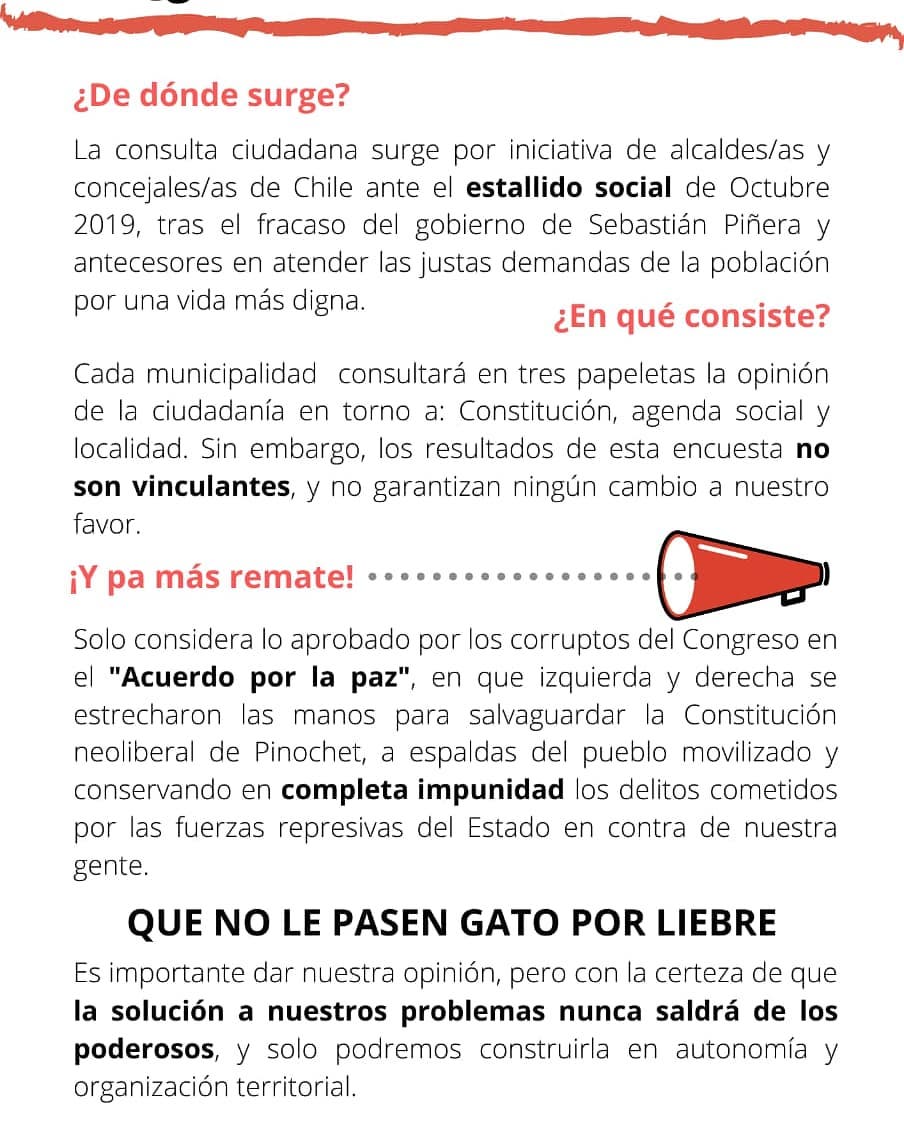 ¿De dónde surge?
La consulta ciudadana surge por iniciativa de alcaldes/as y
concejales/as de Chile ante el estallido social de Octubre
2019, tras el fracaso del gobierno de Sebastián Piñera y
antecesores en atender las justas demandas de la población
por una vida más digna.
¿En qué consiste?
Cada municipalidad consultará en tres papeletas la opinión
de la ciudadanía en torno a: Constitución, agenda social y
localidad. Sin embargo, los resultados de esta encuesta no
son vinculantes, y no garantizan ningún cambio a nuestro
favor.
¡Y pa más remate!
Solo considera lo aprobado por los corruptos del Congreso en
el "Acuerdo por la paz", en que izquierda y derecha se
estrecharon las manos para salvaguardar la Constitución
neoliberal de Pinochet, a espaldas del pueblo movilizado y
conservando en completa impunidad los delitos cometidos
por las fuerzas represivas del Estado en contra de nuestra
gente.
QUE NO LE PASEN GATO POR LIEBRE
Es importante dar nuestra opinión, pero con la certeza de que
la solución a nuestros problemas nunca saldrá de los
poderosos, y solo podremos construirla en autonomía y
organización territorial.